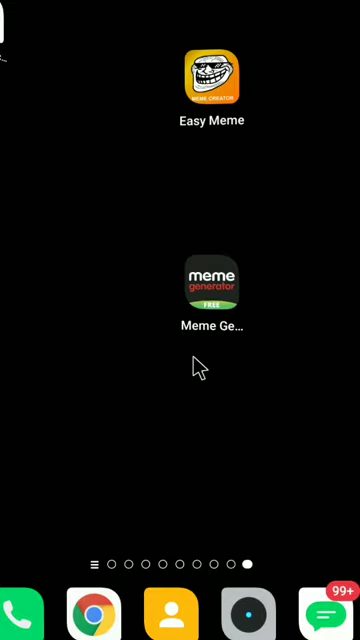 MEME CREATOR
Easy Meme
meme
generator
FREE
Meme Ge...
99+